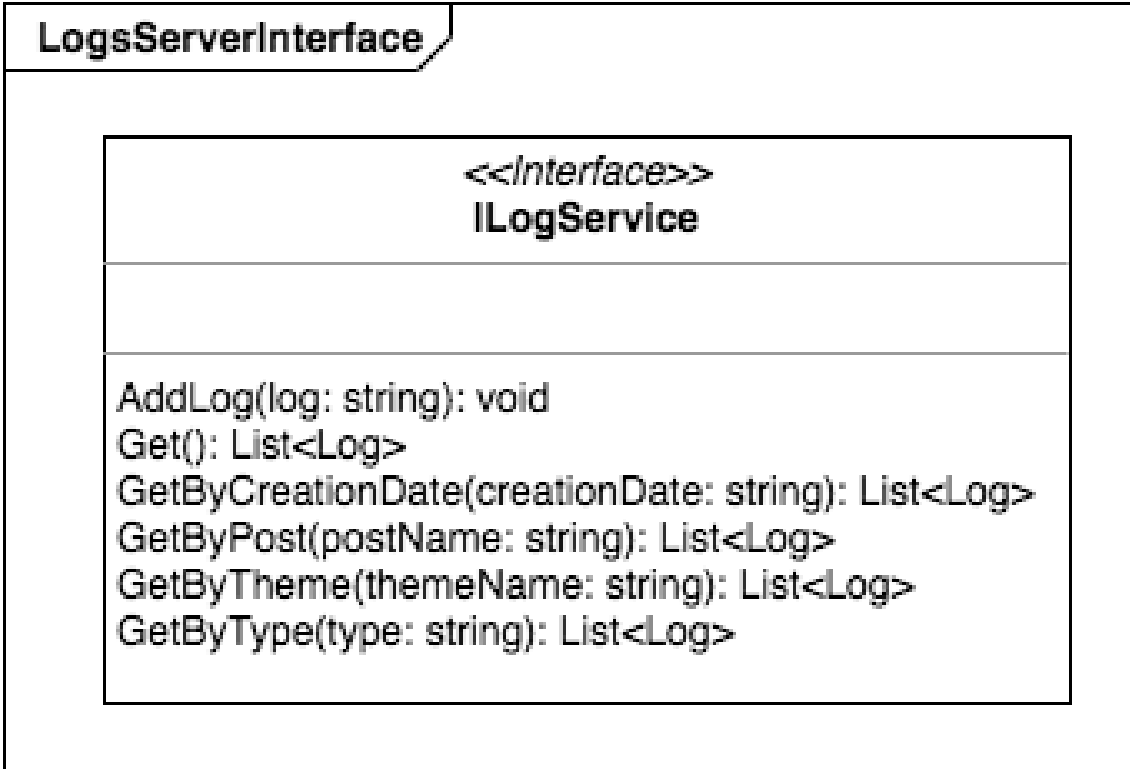 LogsServerInterface
<<Interface>>
ILogService
AddLog(log: string): void
Get(): List<Log>
GetByCreationDate(creationDate: string): List<Log>
GetByPost(postName: string): List<Log>
GetByTheme(themeName: string): List<Log>
GetByType(type: string): List<Log>